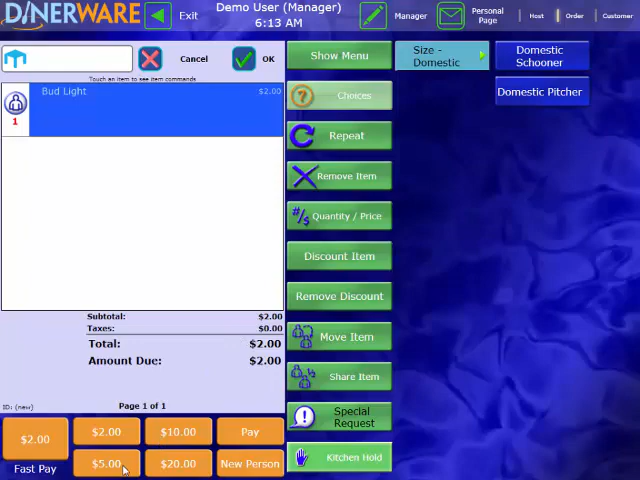 DINERWARE
Exit
Demo User (Manager)
6:13 AM
Manager
Personal
Page
Host
Order
Customer
Cancel
OK
Touch an item to see item commands
1
Bud Light $2.00
Subtotal: $2.00
Taxes: $0.00
Total: $2.00
Amount Due: $2.00
ID: (new)
Page 1 of 1
$2.00
Fast Pay
$2.00
$10.00
Pay
$5.00
$20.00
New Person
Show Menu
Choices
Repeat
Remove Item
#/$ Quantity / Price
Discount Item
Remove Discount
Move Item
½ Share Item
Special
Request
Kitchen Hold
Size -
Domestic
Domestic
Schooner
Domestic Pitcher